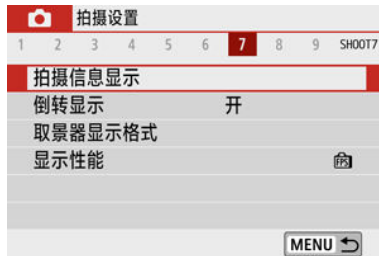 拍摄设置
1 2 3 4 5 6 7 8 9 SHOOT7
拍摄信息显示
倒转显示 开
取景器显示格式
显示性能 FPS
MENU